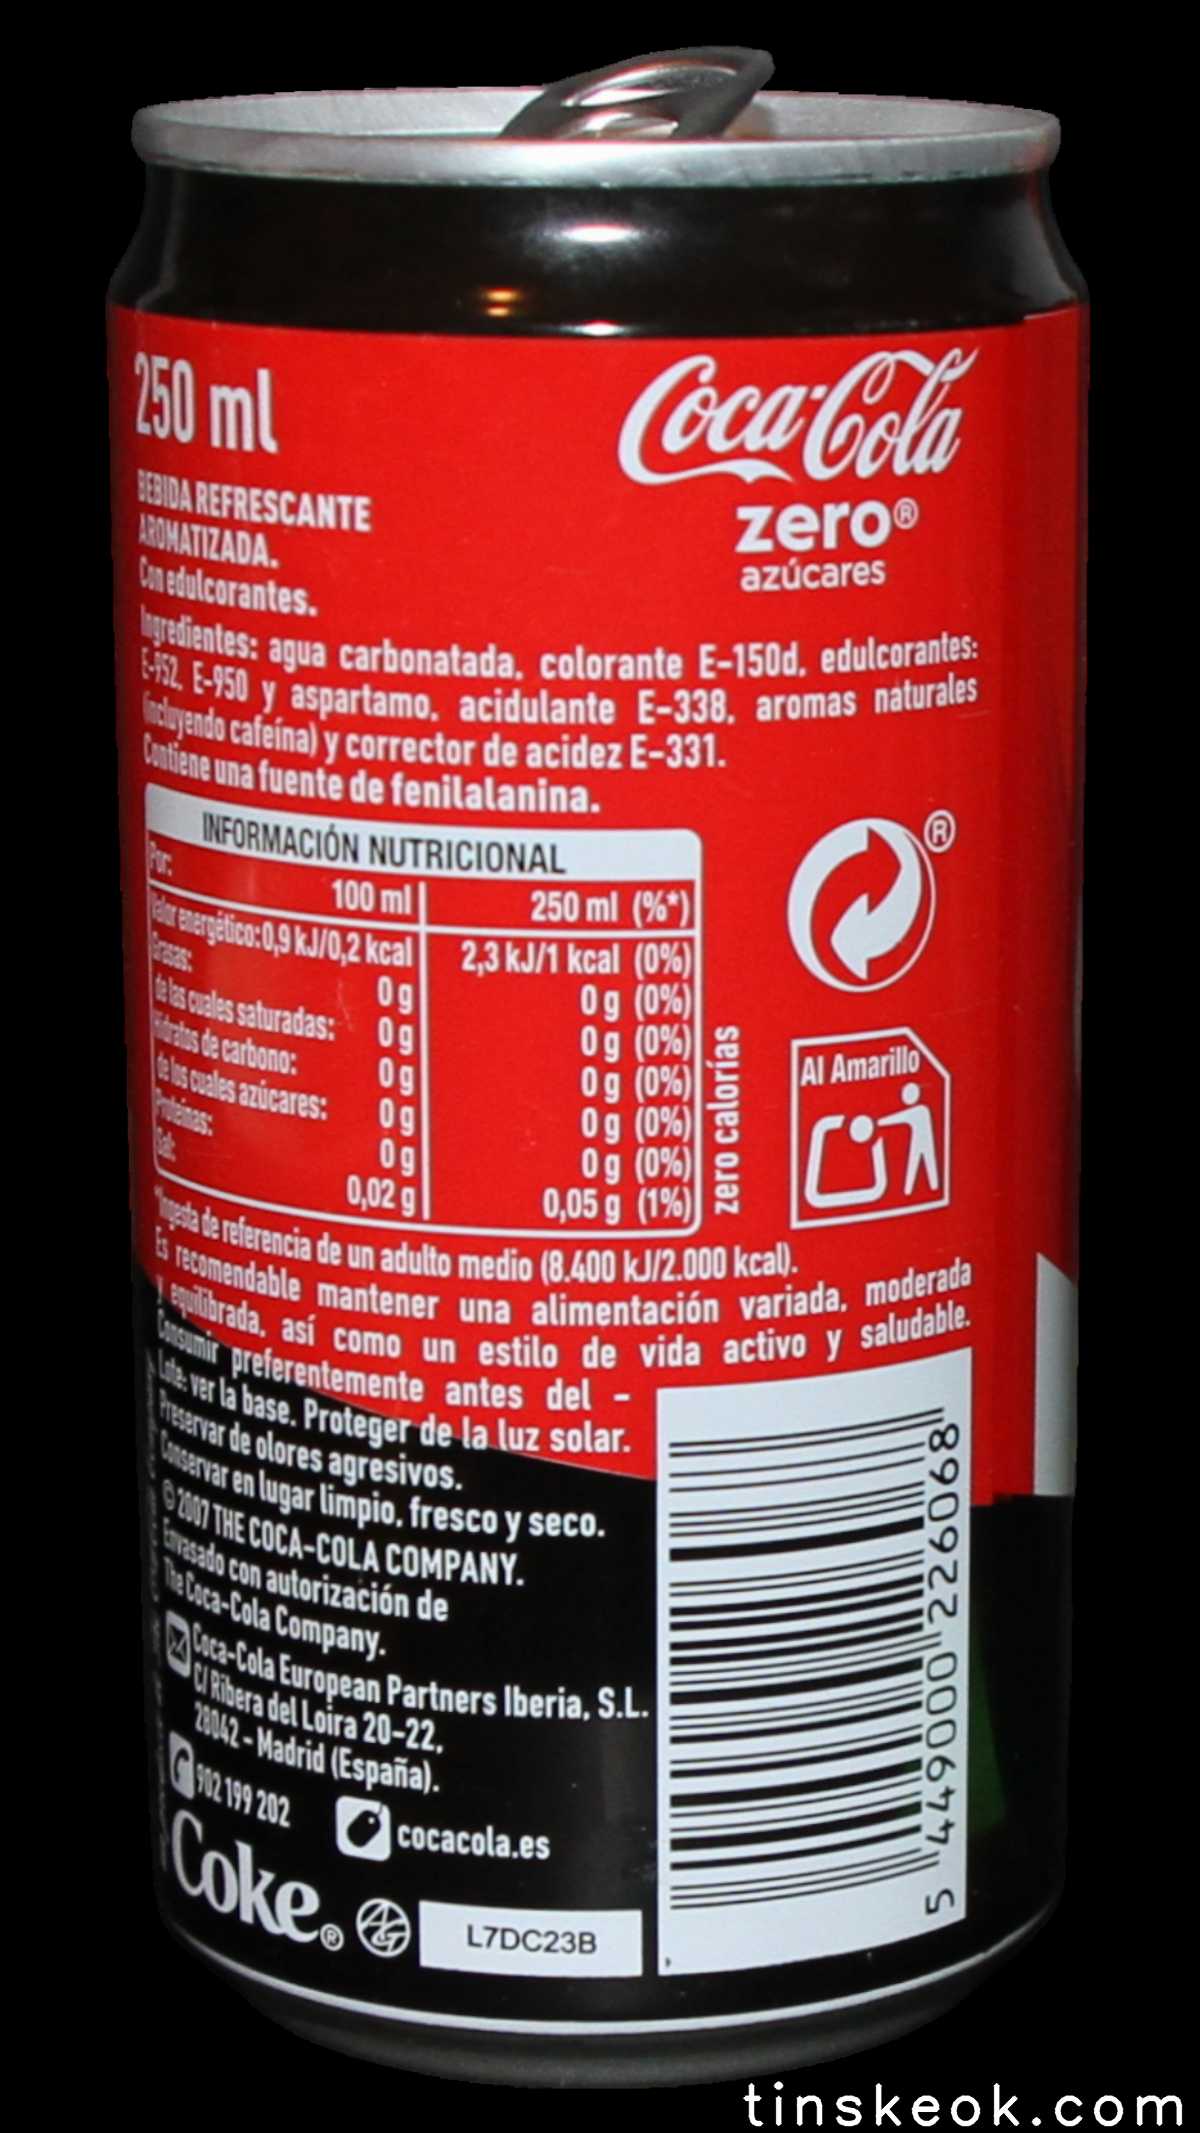 250 ml
Coca-Cola
zero®
azúcares
BEBIDA REFRESCANTE
AROMATIZADA.
Con edulcorantes.
Ingredientes: agua carbonatada, colorante E-150d, edulcorantes:
E-952, E-950 y aspartamo, acidulante E-338, aromas naturales
(incluyendo cafeína) y corrector de acidez E-331.
Contiene una fuente de fenilalanina.
INFORMACIÓN NUTRICIONAL
Por: 100 ml 250 ml (%*)
Valor energético: 0,9 kJ/0,2 kcal 2,3 kJ/1 kcal (0%)
Grasas: 0 g 0 g (0%)
de las cuales saturadas: 0 g 0 g (0%)
Hidratos de carbono: 0 g 0 g (0%)
de los cuales azúcares: 0 g 0 g (0%)
Proteínas: 0 g 0 g (0%)
Sal: 0,02 g 0,05 g (1%)
zero calorías
®
Al Amarillo
*Ingesta de referencia de un adulto medio (8.400 kJ/2.000 kcal).
Es recomendable mantener una alimentación variada, moderada
y equilibrada, así como un estilo de vida activo y saludable.
Consumir preferentemente antes del -
Lote: ver la base. Proteger de la luz solar.
Preservar de olores agresivos.
Conservar en lugar limpio, fresco y seco.
© 2007 THE COCA-COLA COMPANY.
Envasado con autorización de
The Coca-Cola Company.
Coca-Cola European Partners Iberia, S.L.
C/ Ribera del Loira 20-22,
28042 - Madrid (España).
902 199 202
cocacola.es
Coke®
L7DC23B
5 449000 226068
tinskeok.com